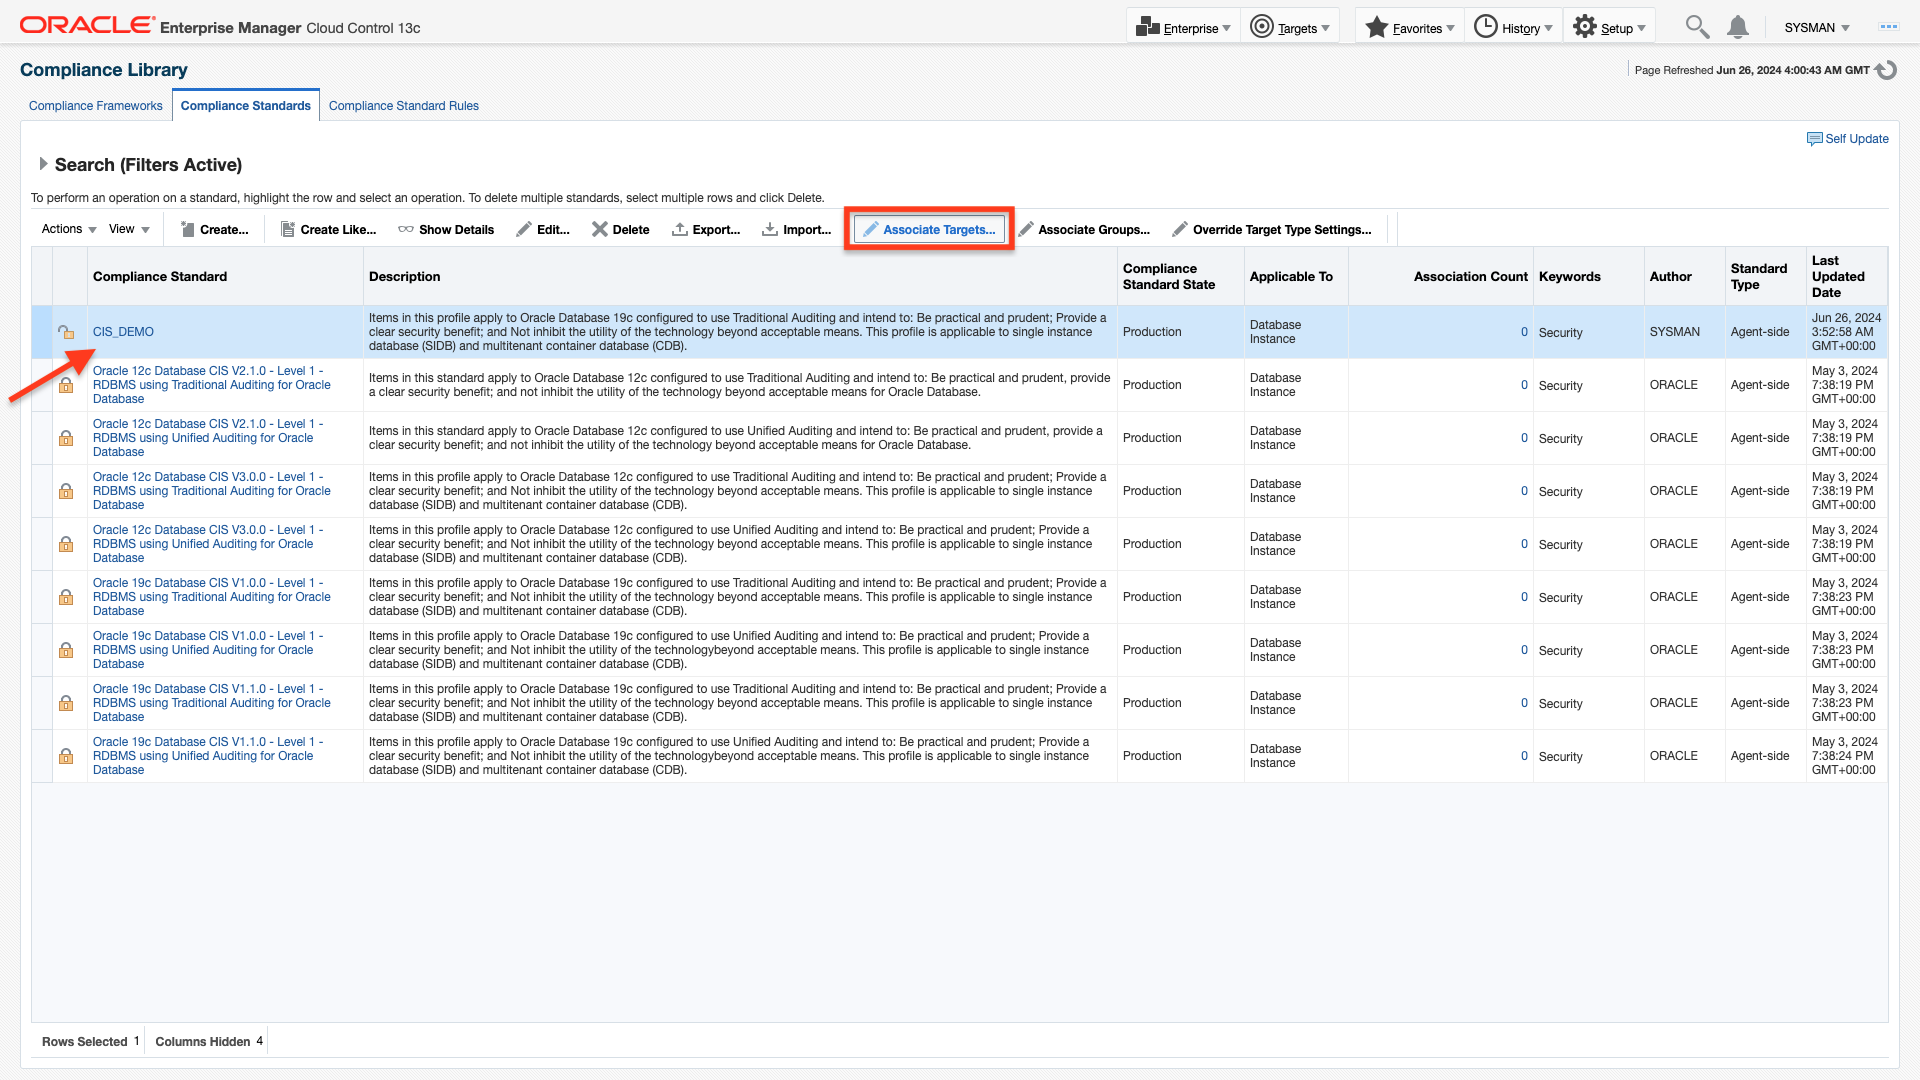 ORACLE Enterprise Manager Cloud Control 13c
Enterprise Targets Favorites History Setup SYSMAN
Compliance Library
Page Refreshed Jun 26, 2024 4:00:43 AM GMT
Compliance Frameworks Compliance Standards Compliance Standard Rules
Self Update
Search (Filters Active)
To perform an operation on a standard, highlight the row and select an operation. To delete multiple standards, select multiple rows and click Delete.
Actions View Create... Create Like... Show Details Edit... Delete Export... Import... Associate Targets... Associate Groups... Override Target Type Settings...
Compliance Standard
Description
Compliance
Standard State
Applicable To
Association Count
Keywords
Author
Standard
Type
Last
Updated
Date
CIS_DEMO
Items in this profile apply to Oracle Database 19c configured to use Traditional Auditing and intend to: Be practical and prudent; Provide a
clear security benefit; and Not inhibit the utility of the technology beyond acceptable means. This profile is applicable to single instance
database (SIDB) and multitenant container database (CDB).
Production
Database
Instance
0
Security
SYSMAN
Agent-side
Jun 26, 2024
3:52:58 AM
GMT+00:00
Oracle 12c Database CIS V2.1.0 - Level 1 -
RDBMS using Traditional Auditing for Oracle
Database
Items in this standard apply to Oracle Database 12c configured to use Traditional Auditing and intend to: Be practical and prudent, provide
a clear security benefit; and not inhibit the utility of the technology beyond acceptable means for Oracle Database.
Production
Database
Instance
0
Security
ORACLE
Agent-side
May 3, 2024
7:38:19 PM
GMT+00:00
Oracle 12c Database CIS V2.1.0 - Level 1 -
RDBMS using Unified Auditing for Oracle
Database
Items in this standard apply to Oracle Database 12c configured to use Unified Auditing and intend to: Be practical and prudent, provide a
clear security benefit; and not inhibit the utility of the technology beyond acceptable means for Oracle Database.
Production
Database
Instance
0
Security
ORACLE
Agent-side
May 3, 2024
7:38:19 PM
GMT+00:00
Oracle 12c Database CIS V3.0.0 - Level 1 -
RDBMS using Traditional Auditing for Oracle
Database
Items in this profile apply to Oracle Database 12c configured to use Traditional Auditing and intend to: Be practical and prudent; Provide a
clear security benefit; and Not inhibit the utility of the technology beyond acceptable means. This profile is applicable to single instance
database (SIDB) and multitenant container database (CDB).
Production
Database
Instance
0
Security
ORACLE
Agent-side
May 3, 2024
7:38:19 PM
GMT+00:00
Oracle 12c Database CIS V3.0.0 - Level 1 -
RDBMS using Unified Auditing for Oracle
Database
Items in this profile apply to Oracle Database 12c configured to use Unified Auditing and intend to: Be practical and prudent; Provide a
clear security benefit; and Not inhibit the utility of the technology beyond acceptable means. This profile is applicable to single instance
database (SIDB) and multitenant container database (CDB).
Production
Database
Instance
0
Security
ORACLE
Agent-side
May 3, 2024
7:38:19 PM
GMT+00:00
Oracle 19c Database CIS V1.0.0 - Level 1 -
RDBMS using Traditional Auditing for Oracle
Database
Items in this profile apply to Oracle Database 19c configured to use Traditional Auditing and intend to: Be practical and prudent; Provide a
clear security benefit; and Not inhibit the utility of the technology beyond acceptable means. This profile is applicable to single instance
database (SIDB) and multitenant container database (CDB).
Production
Database
Instance
0
Security
ORACLE
Agent-side
May 3, 2024
7:38:23 PM
GMT+00:00
Oracle 19c Database CIS V1.0.0 - Level 1 -
RDBMS using Unified Auditing for Oracle
Database
Items in this profile apply to Oracle Database 19c configured to use Unified Auditing and intend to: Be practical and prudent; Provide a
clear security benefit; and Not inhibit the utility of the technologybeyond acceptable means. This profile is applicable to single instance
database (SIDB) and multitenant container database (CDB).
Production
Database
Instance
0
Security
ORACLE
Agent-side
May 3, 2024
7:38:23 PM
GMT+00:00
Oracle 19c Database CIS V1.1.0 - Level 1 -
RDBMS using Traditional Auditing for Oracle
Database
Items in this profile apply to Oracle Database 19c configured to use Traditional Auditing and intend to: Be practical and prudent; Provide a
clear security benefit; and Not inhibit the utility of the technology beyond acceptable means. This profile is applicable to single instance
database (SIDB) and multitenant container database (CDB).
Production
Database
Instance
0
Security
ORACLE
Agent-side
May 3, 2024
7:38:23 PM
GMT+00:00
Oracle 19c Database CIS V1.1.0 - Level 1 -
RDBMS using Unified Auditing for Oracle
Database
Items in this profile apply to Oracle Database 19c configured to use Unified Auditing and intend to: Be practical and prudent; Provide a
clear security benefit; and Not inhibit the utility of the technologybeyond acceptable means. This profile is applicable to single instance
database (SIDB) and multitenant container database (CDB).
Production
Database
Instance
0
Security
ORACLE
Agent-side
May 3, 2024
7:38:24 PM
GMT+00:00
Rows Selected 1 Columns Hidden 4